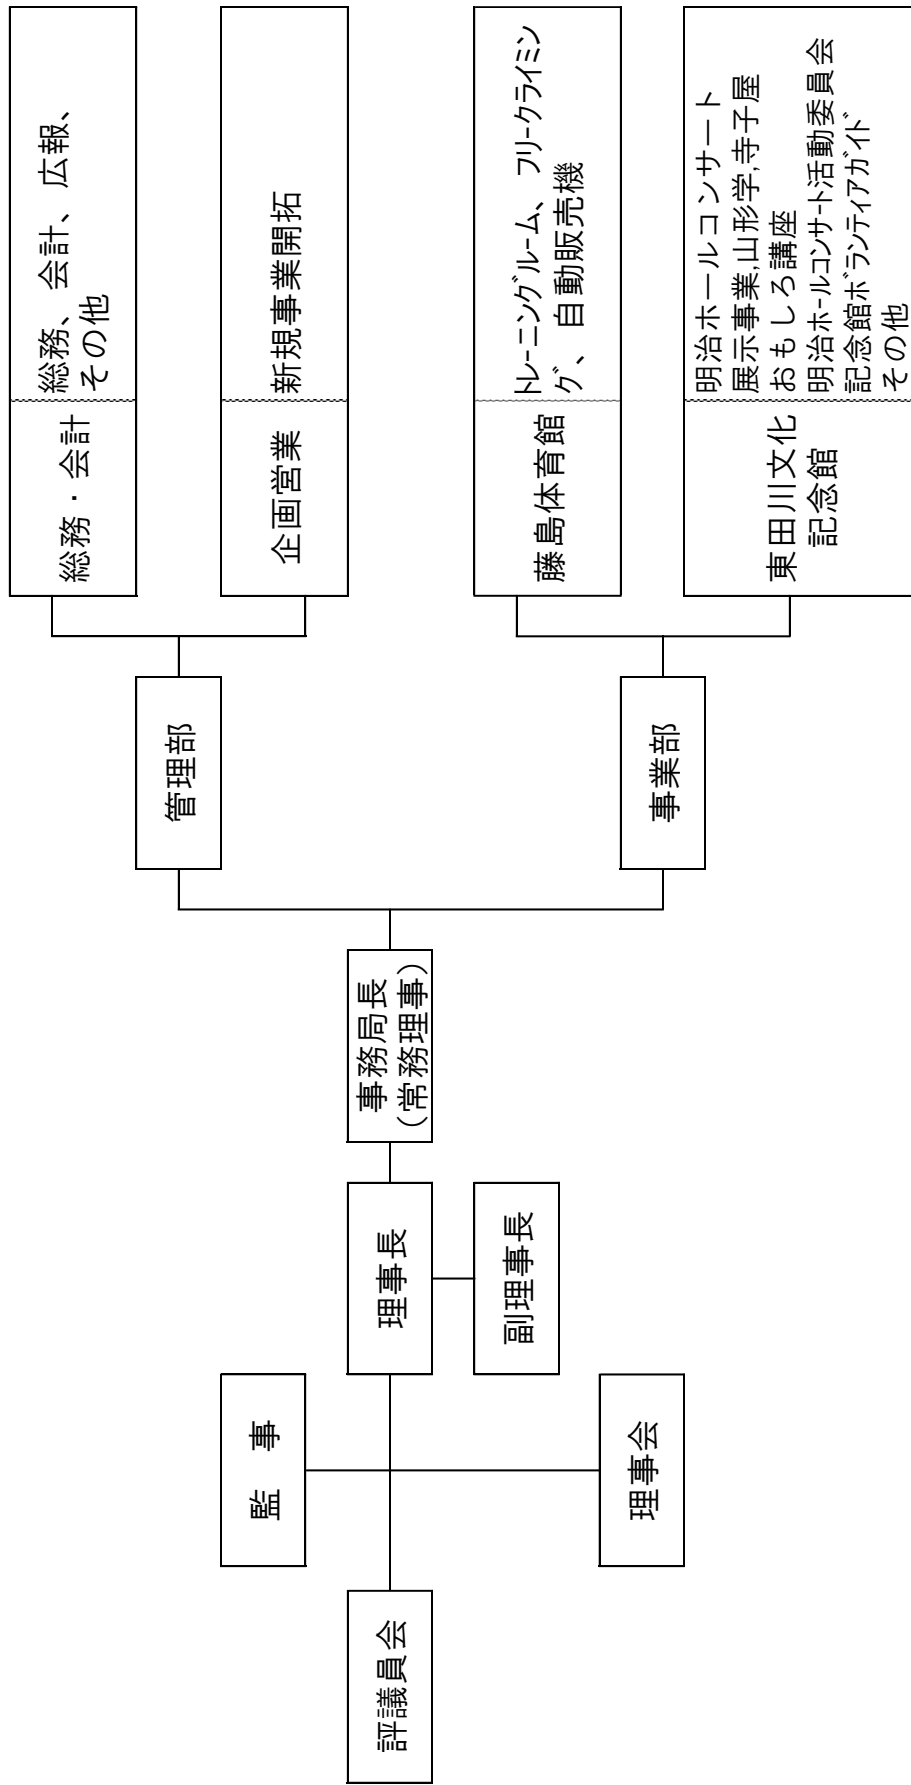 評議員会
監　事
理事会
理事長
副理事長
事務局長
（常務理事）
管理部
事業部
総務・会計
総務、会計、広報、
その他
企画営業
新規事業開拓
藤島体育館
トレーニングルーム、フリークライミン
グ、自動販売機
東田川文化
記念館
明治ホールコンサート
展示事業,山形学,寺子屋
おもしろ講座
明治ホールコンサート活動委員会
記念館ボランティアガイド
その他